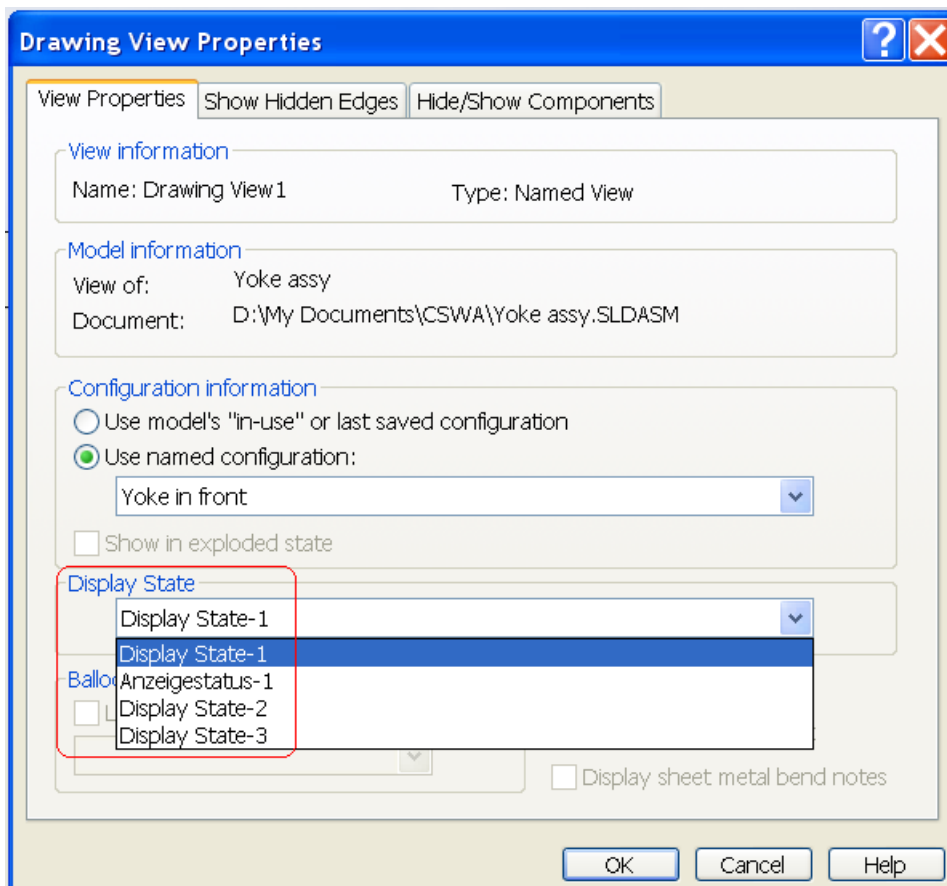 Drawing View Properties
View Properties Show Hidden Edges Hide/Show Components
View information
Name: Drawing View1 Type: Named View
Model information
View of: Yoke assy
Document: D:\My Documents\CSWA\Yoke assy.SLDASM
Configuration information
Use model's "in-use" or last saved configuration
Use named configuration:
Yoke in front
Show in exploded state
Display State
Display State-1
Display State-1
Anzeigestatus-1
Display State-2
Display State-3
Display sheet metal bend notes
OK Cancel Help